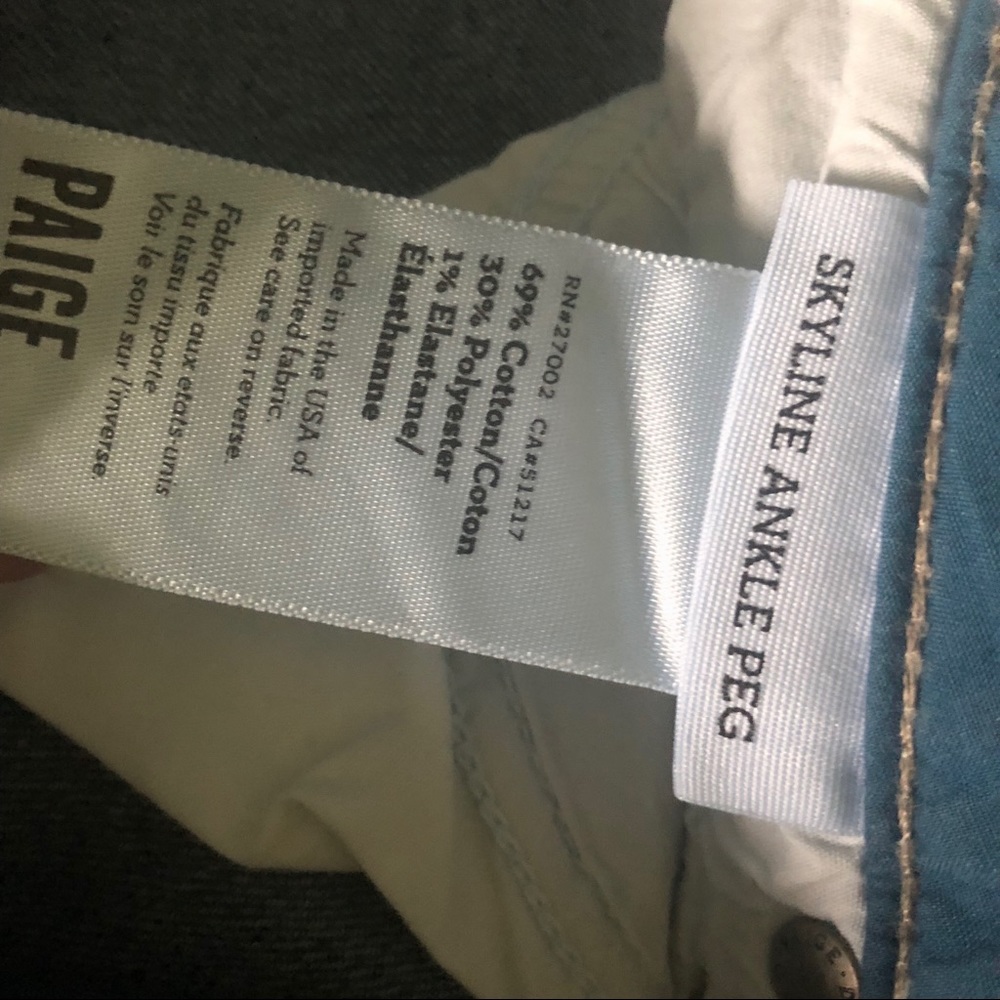 SKYLINE ANKLE PEG
RN#27002 CA#51217
69% Cotton/Coton
30% Polyester
1% Elastane/
Élasthanne
Made in the USA of
imported fabric.
See care on reverse.
Fabrique aux etats-unis
du tissu importe
Voir le son sur l'inverse.
PAIGE